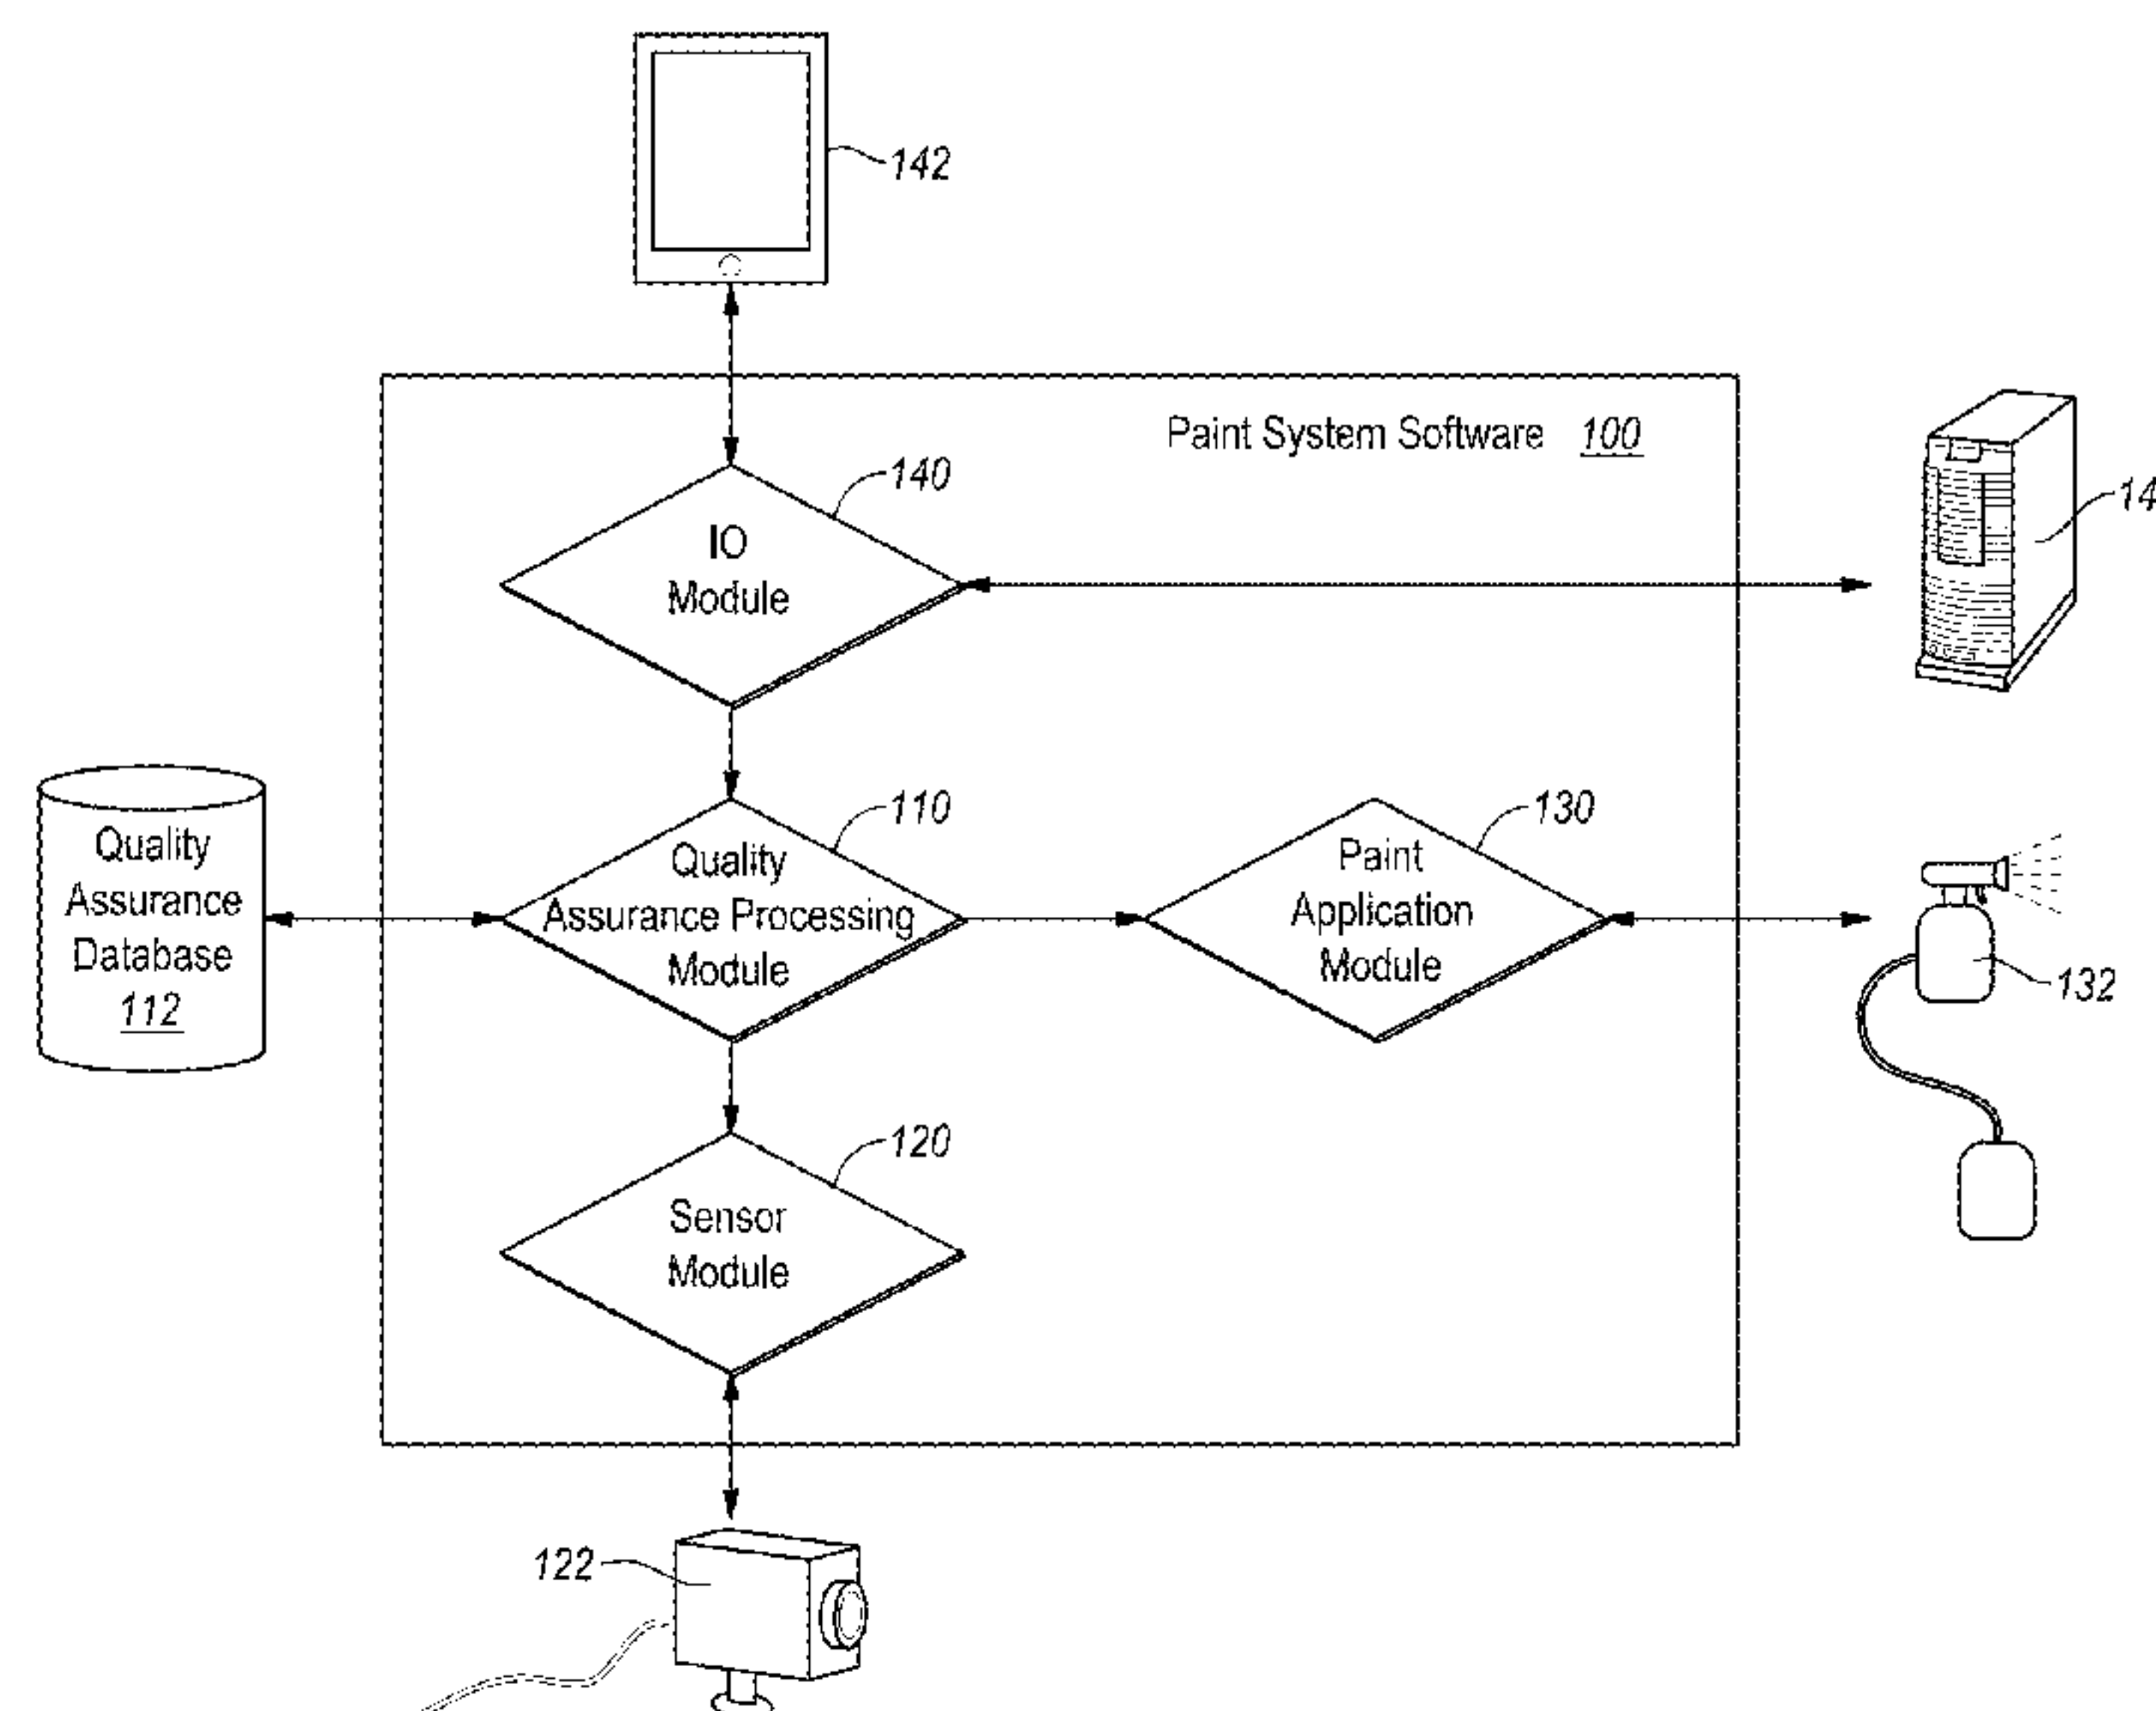 142
Paint System Software 100
140
IO
Module
14
110
130
Quality
Assurance
Database
112
Quality
Assurance Processing
Module
Paint
Application
Module
132
120
Sensor
Module
122